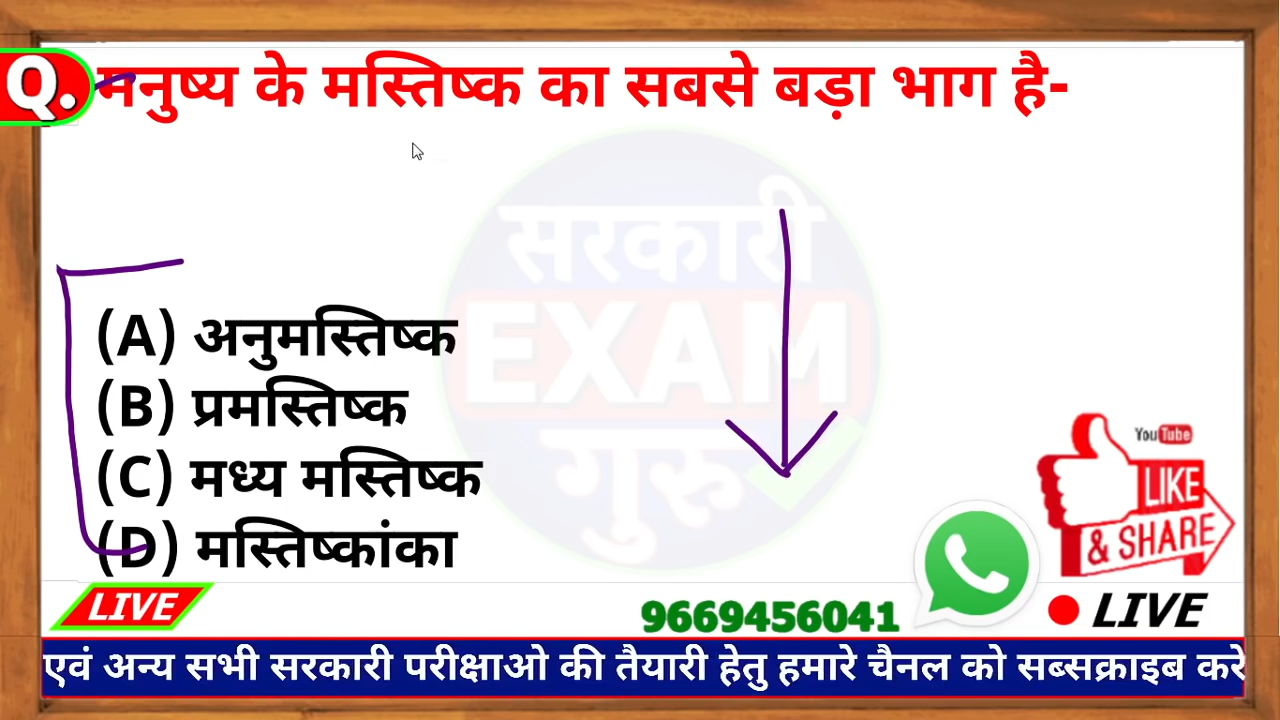 Q. मनुष्य के मस्तिष्क का सबसे बड़ा भाग है-
सरकारी
EXAM
गुरु
(A) अनुमस्तिष्क
(B) प्रमस्तिष्क
(C) मध्य मस्तिष्क
(D) मस्तिष्कांका
YouTube
LIKE
& SHARE
LIVE
9669456041
LIVE
एवं अन्य सभी सरकारी परीक्षाओ की तैयारी हेतु हमारे चैनल को सब्सक्राइब करे